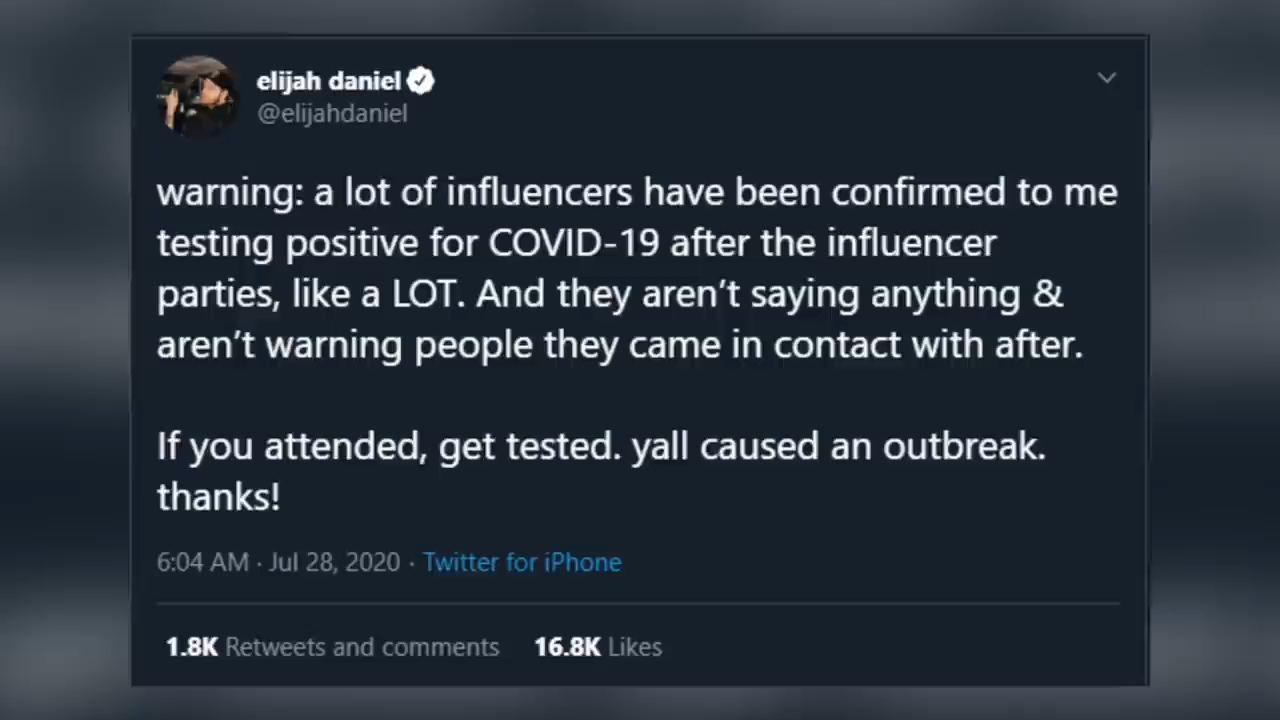 elijah daniel
@elijahdaniel
warning: a lot of influencers have been confirmed to me
testing positive for COVID-19 after the influencer
parties, like a LOT. And they aren’t saying anything &
aren’t warning people they came in contact with after.
If you attended, get tested. yall caused an outbreak.
thanks!
6:04 AM · Jul 28, 2020 · Twitter for iPhone
1.8K Retweets and comments 16.8K Likes